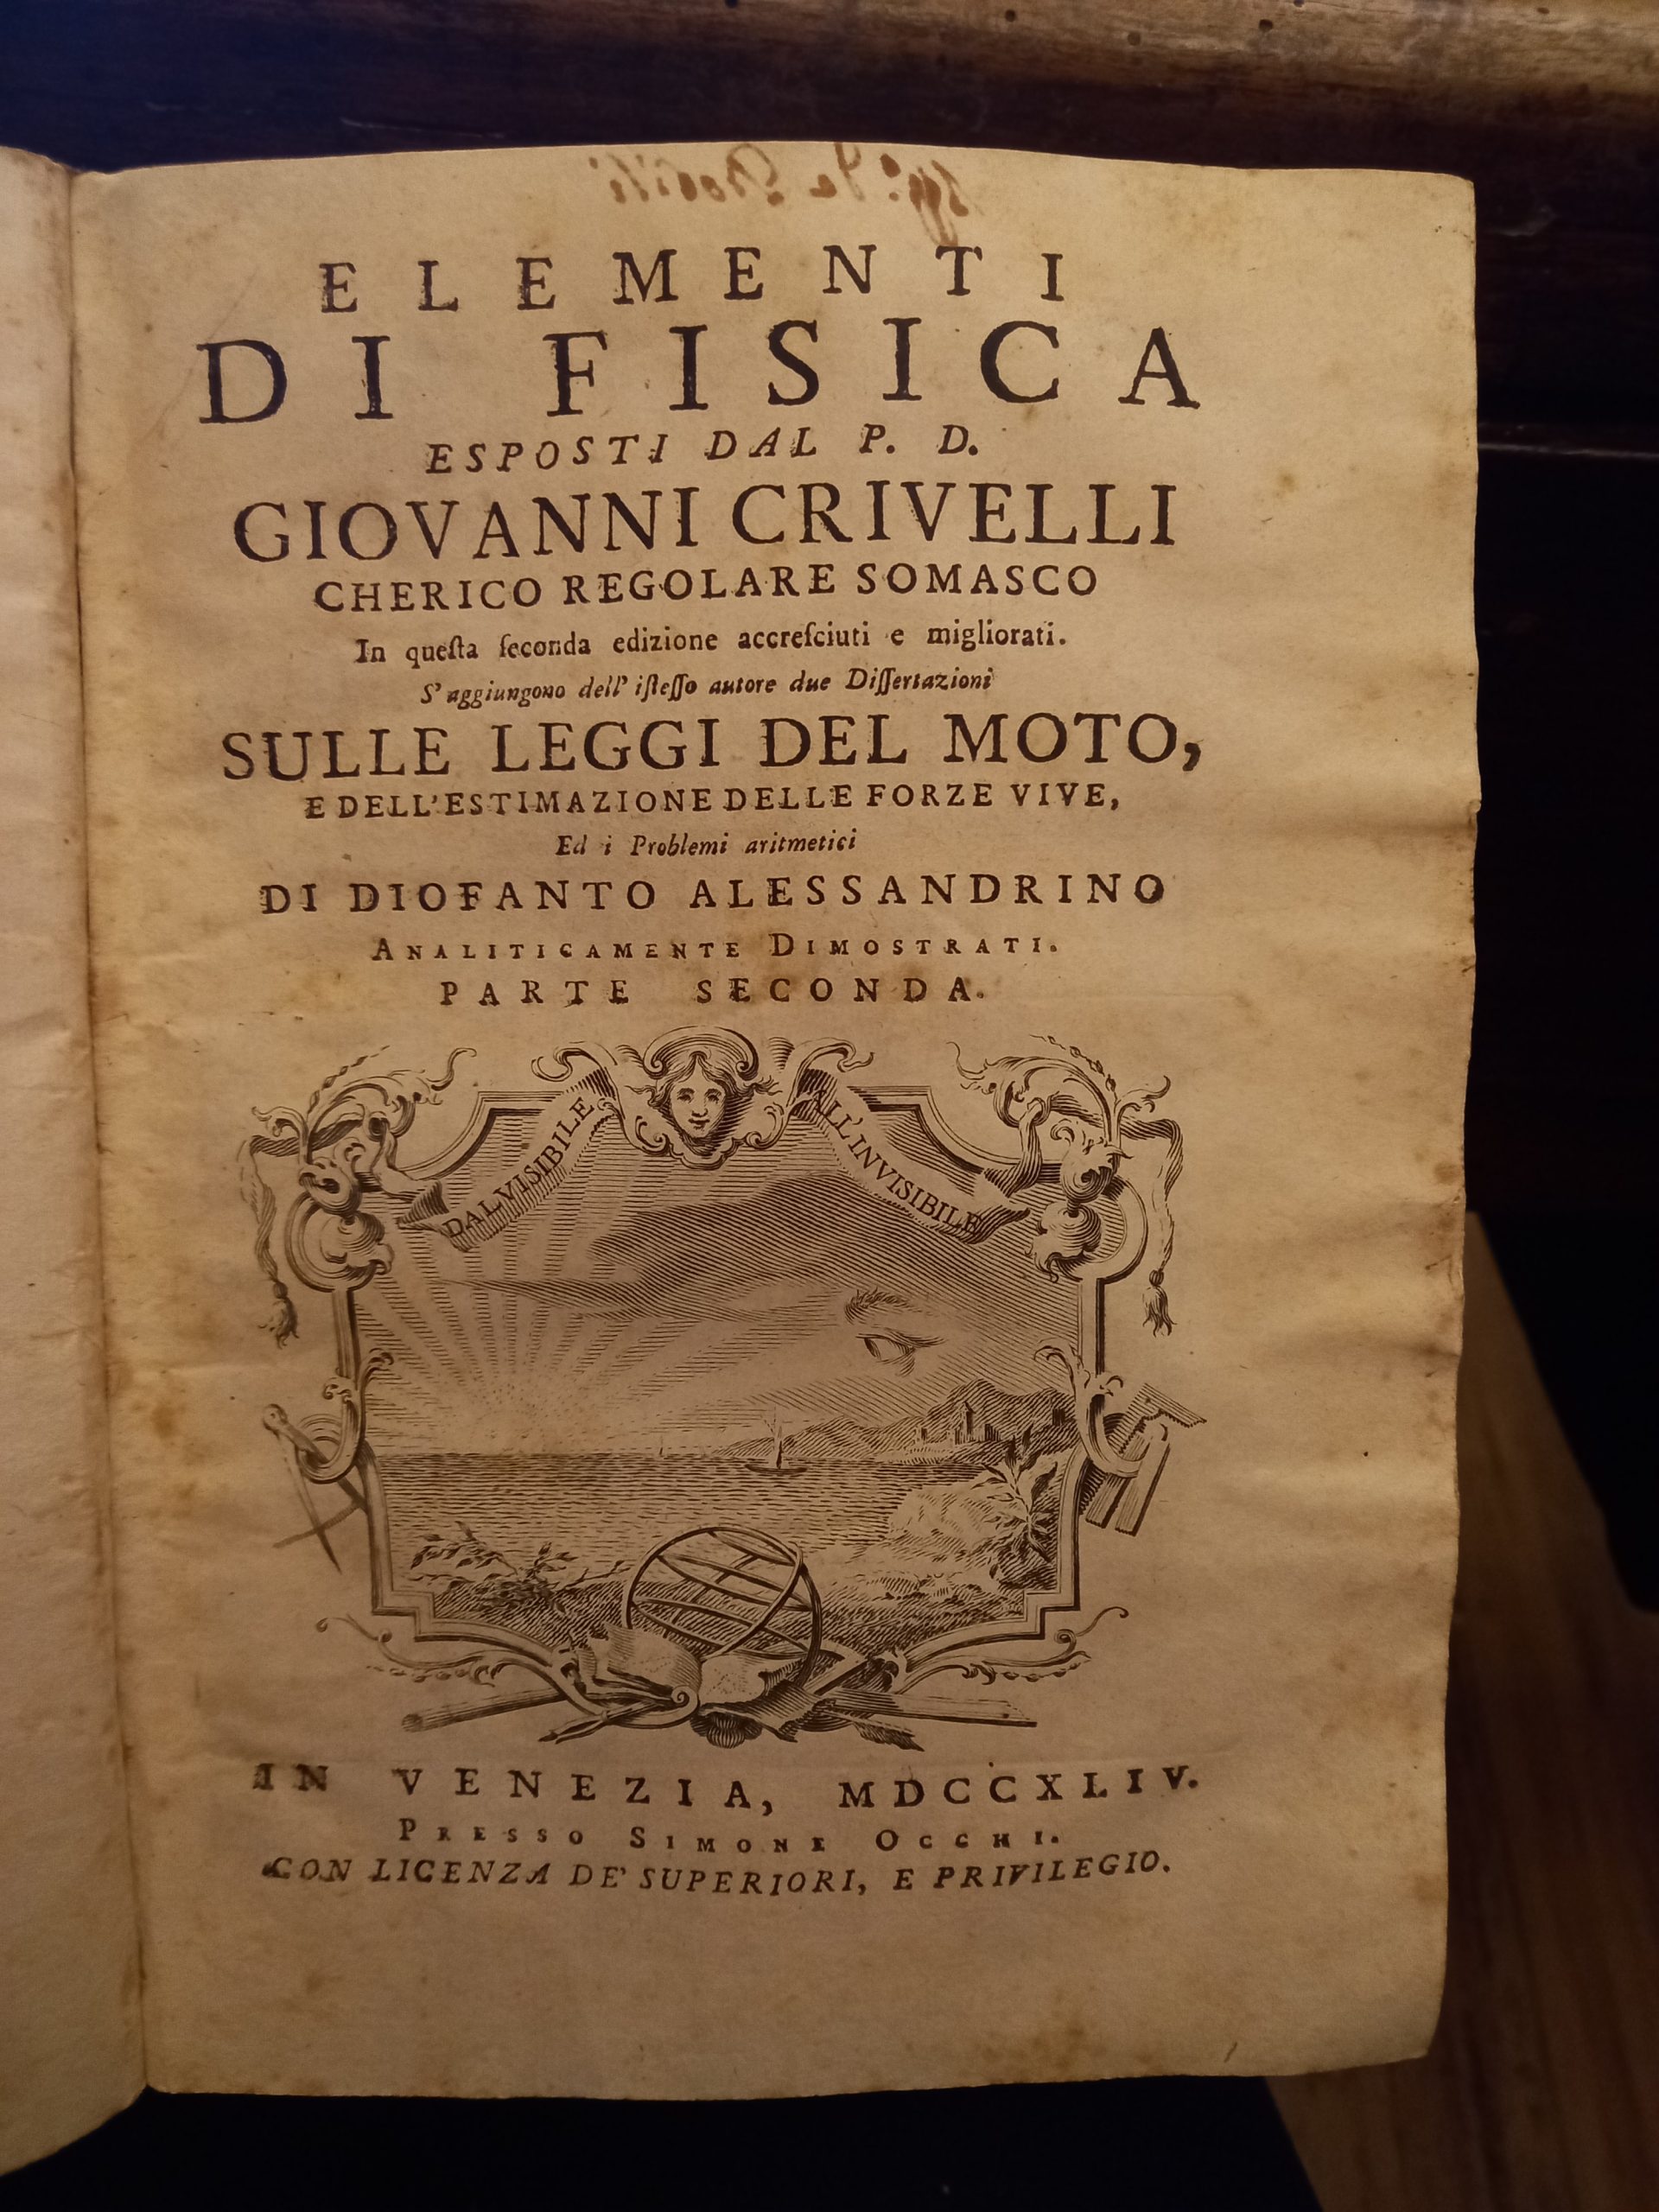 ELEMENTI
DI FISICA
ESPOSTI DAL P. D.
GIOVANNI CRIVELLI
CHERICO REGOLARE SOMASCO
In queſta ſeconda edizione accreſciuti e migliorati.
S' aggiungono dell' iſteſſo autore due Diſſertazioni
SULLE LEGGI DEL MOTO,
E DELL'ESTIMAZIONE DELLE FORZE VIVE,
Ed i Problemi aritmetici
DI DIOFANTO ALESSANDRINO
ANALITICAMENTE DIMOSTRATI.
PARTE SECONDA.
DAL VISIBILE
ALL'INVISIBILE
IN VENEZIA, MDCCXLIV.
PRESSO SIMONE OCCHI.
CON LICENZA DE' SUPERIORI, E PRIVILEGIO.